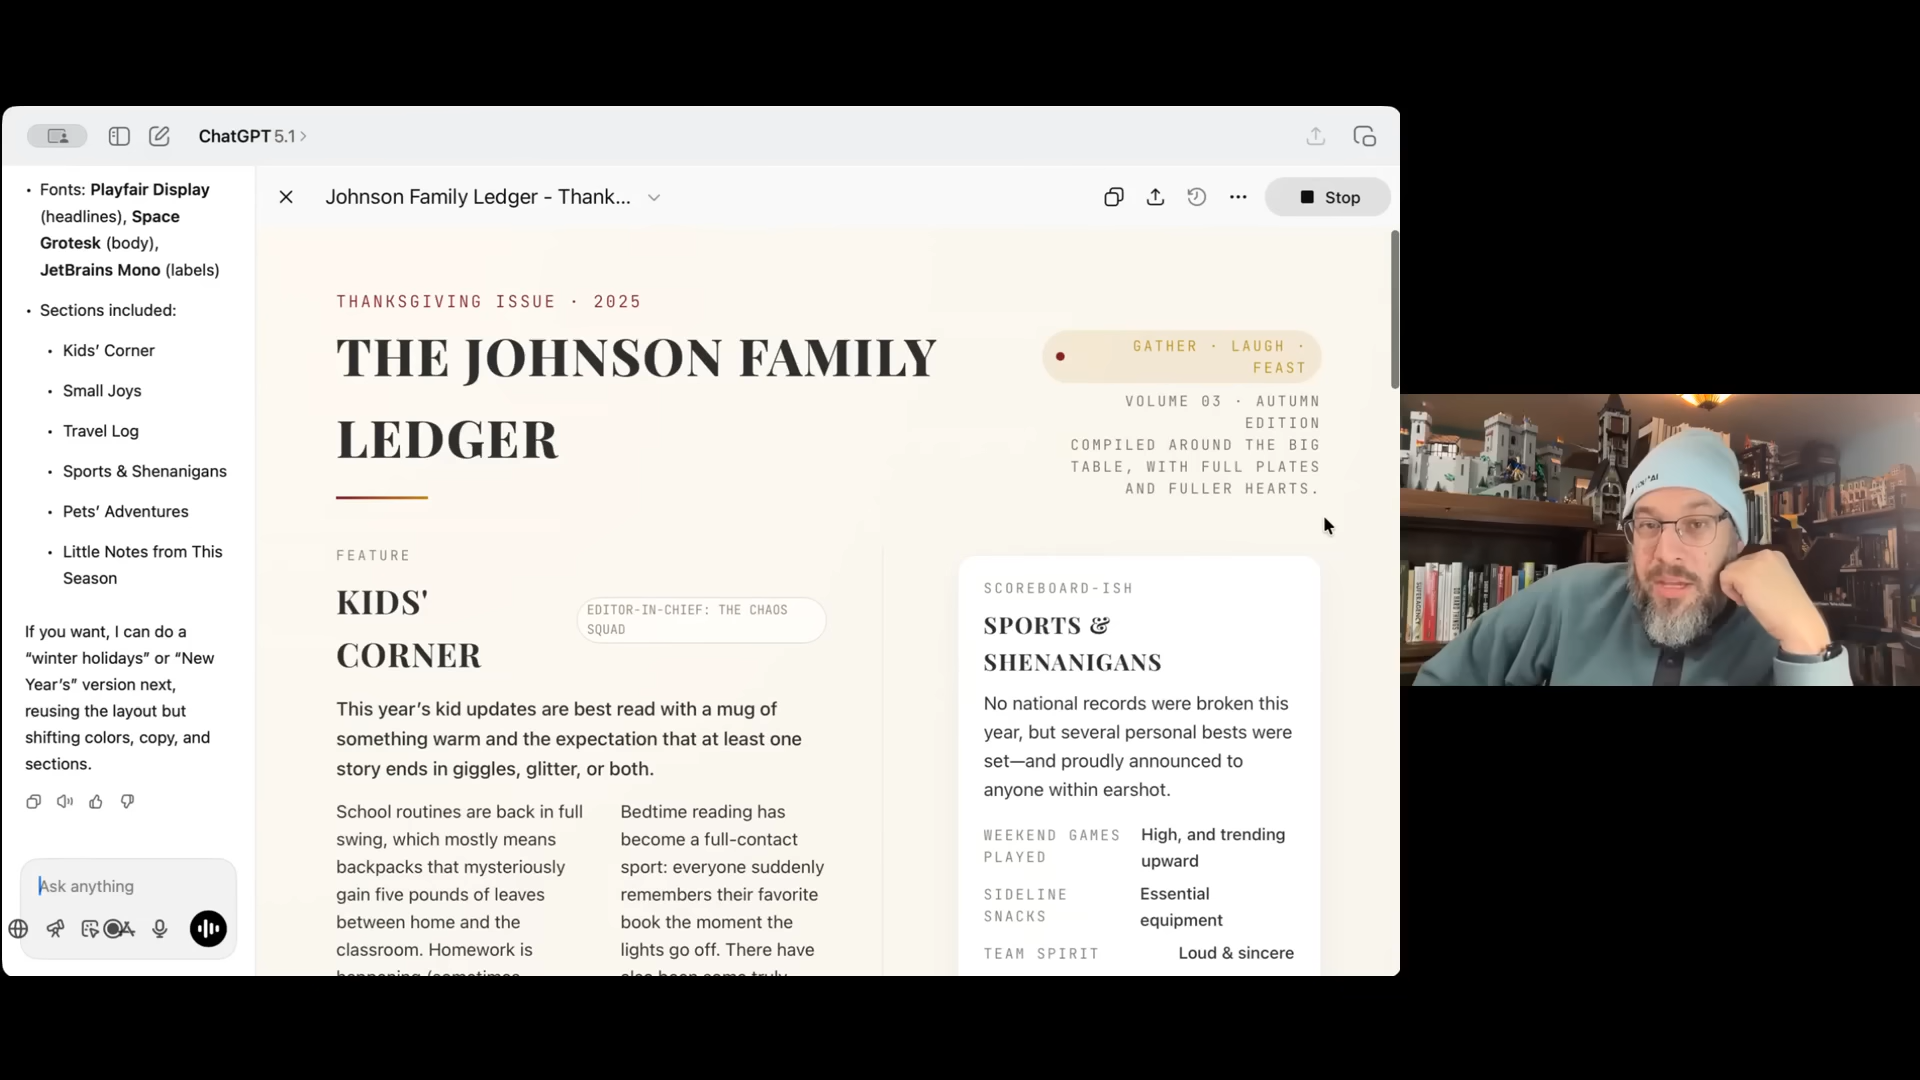 ChatGPT 5.1 >
• Fonts: Playfair Display
(headlines), Space
Grotesk (body),
JetBrains Mono (labels)
• Sections included:
• Kids’ Corner
• Small Joys
• Travel Log
• Sports & Shenanigans
• Pets’ Adventures
• Little Notes from This
Season
If you want, I can do a
“winter holidays” or “New
Year’s” version next,
reusing the layout but
shifting colors, copy, and
sections.
Ask anything
Johnson Family Ledger - Thank...
Stop
THANKSGIVING ISSUE · 2025
THE JOHNSON FAMILY
LEDGER
GATHER · LAUGH ·
FEAST
VOLUME 03 · AUTUMN
EDITION
COMPILED AROUND THE BIG
TABLE, WITH FULL PLATES
AND FULLER HEARTS.
FEATURE
KIDS'
CORNER
EDITOR-IN-CHIEF: THE CHAOS
SQUAD
This year’s kid updates are best read with a mug of
something warm and the expectation that at least one
story ends in giggles, glitter, or both.
School routines are back in full
swing, which mostly means
backpacks that mysteriously
gain five pounds of leaves
between home and the
classroom. Homework is
Bedtime reading has
become a full-contact
sport: everyone suddenly
remembers their favorite
book the moment the
lights go off. There have
SCOREBOARD-ISH
SPORTS &
SHENANIGANS
No national records were broken this
year, but several personal bests were
set—and proudly announced to
anyone within earshot.
WEEKEND GAMES
PLAYED
High, and trending
upward
SIDELINE
SNACKS
Essential
equipment
TEAM SPIRIT
Loud & sincere